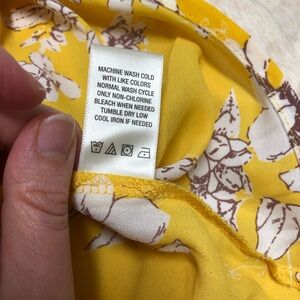 MACHINE WASH COLD
WITH LIKE COLORS
NORMAL WASH CYCLE
ONLY NON-CHLORINE
BLEACH WHEN NEEDED
TUMBLE DRY LOW
COOL IRON IF NEEDED